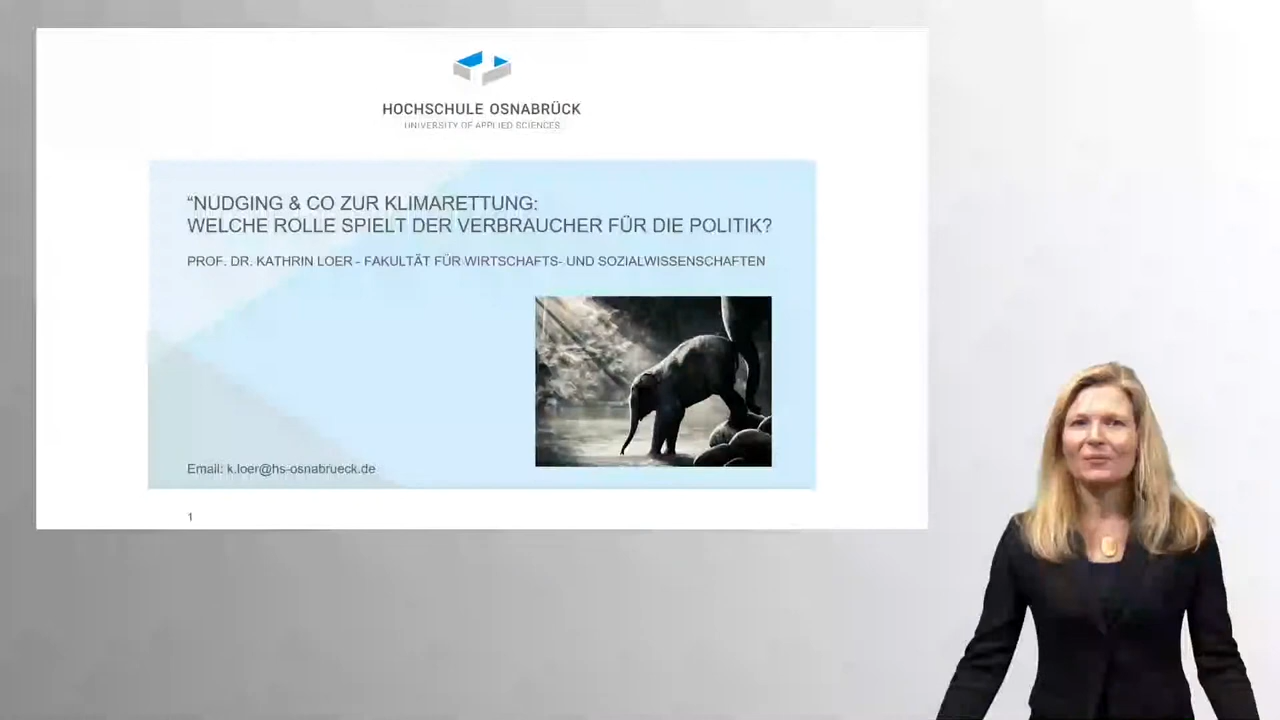 HOCHSCHULE OSNABRÜCK
UNIVERSITY OF APPLIED SCIENCES
“NUDGING & CO ZUR KLIMARETTUNG:
WELCHE ROLLE SPIELT DER VERBRAUCHER FÜR DIE POLITIK?
PROF. DR. KATHRIN LOER - FAKULTÄT FÜR WIRTSCHAFTS- UND SOZIALWISSENSCHAFTEN
Email: k.loer@hs-osnabrueck.de
1